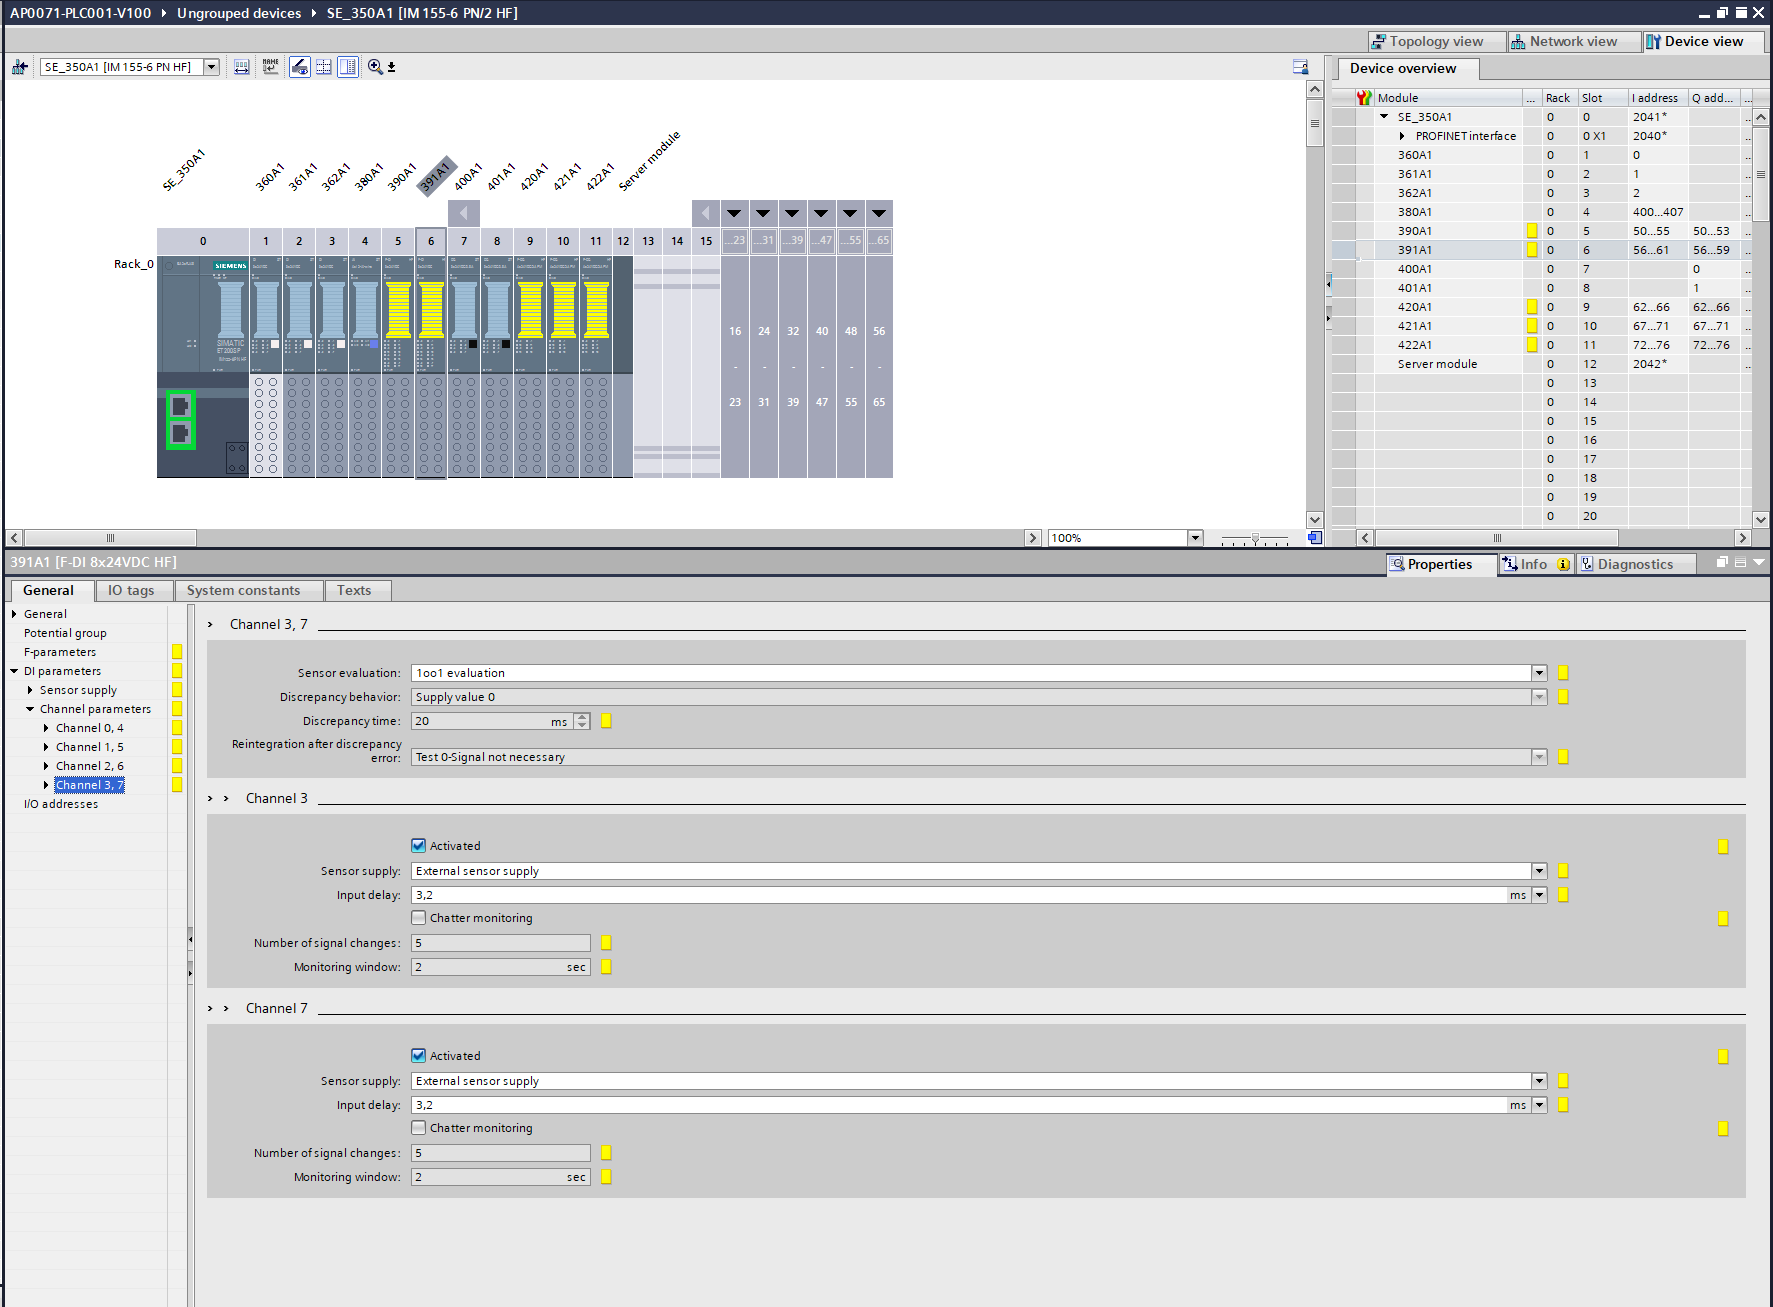 AP0071-PLC001-V100 › Ungrouped devices › SE_350A1 [IM 155-6 PN/2 HF]
Topology view Network view Device view
SE_350A1 [IM 155-6 PN HF]
NAME
Device overview
Module ... Rack Slot I address Q add... ...
SE_350A1 0 0 2041*
PROFINET interface 0 0 X1 2040*
360A1 0 1 0
361A1 0 2 1
362A1 0 3 2
380A1 0 4 400...407
390A1 0 5 50...55 50...53
391A1 0 6 56...61 56...59
400A1 0 7 0
401A1 0 8 1
420A1 0 9 62...66 62...66
421A1 0 10 67...71 67...71
422A1 0 11 72...76 72...76
Server module 0 12 2042*
0 13
0 14
0 15
0 16
0 17
0 18
0 19
0 20
SE_350A1 360A1 361A1 362A1 380A1 390A1 391A1 400A1 401A1 420A1 421A1 422A1 Server module
0 1 2 3 4 5 6 7 8 9 10 11 12 13 14 15 ...23 ...31 ...39 ...47 ...55 ...65
Rack_0
SIEMENS
SIMATIC
ET 200SP
16 24 32 40 48 56
- - - - - -
23 31 39 47 55 65
100%
391A1 [F-DI 8x24VDC HF]
Properties Info Diagnostics
General IO tags System constants Texts
General
Potential group
F-parameters
DI parameters
Sensor supply
Channel parameters
Channel 0, 4
Channel 1, 5
Channel 2, 6
Channel 3, 7
I/O addresses
Channel 3, 7
Sensor evaluation: 1oo1 evaluation
Discrepancy behavior: Supply value 0
Discrepancy time: 20 ms
Reintegration after discrepancy
error: Test 0-Signal not necessary
Channel 3
Activated
Sensor supply: External sensor supply
Input delay: 3,2 ms
Chatter monitoring
Number of signal changes: 5
Monitoring window: 2 sec
Channel 7
Activated
Sensor supply: External sensor supply
Input delay: 3,2 ms
Chatter monitoring
Number of signal changes: 5
Monitoring window: 2 sec